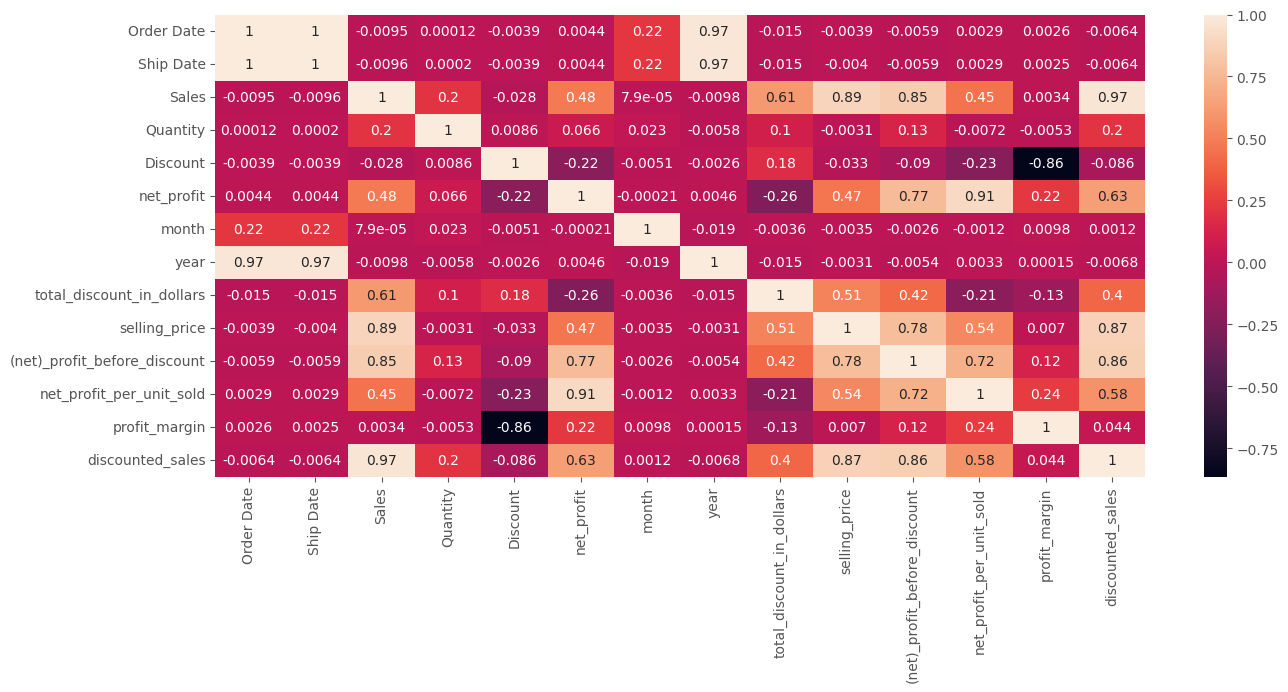 Order Date 1 1 -0.0095 0.00012 -0.0039 0.0044 0.22 0.97 -0.015 -0.0039 -0.0059 0.0029 0.0026 -0.0064
Ship Date 1 1 -0.0096 0.0002 -0.0039 0.0044 0.22 0.97 -0.015 -0.004 -0.0059 0.0029 0.0025 -0.0064
Sales -0.0095 -0.0096 1 0.2 -0.028 0.48 7.9e-05 -0.0098 0.61 0.89 0.85 0.45 0.0034 0.97
Quantity 0.00012 0.0002 0.2 1 0.0086 0.066 0.023 -0.0058 0.1 -0.0031 0.13 -0.0072 -0.0053 0.2
Discount -0.0039 -0.0039 -0.028 0.0086 1 -0.22 -0.0051 -0.0026 0.18 -0.033 -0.09 -0.23 -0.86 -0.086
net_profit 0.0044 0.0044 0.48 0.066 -0.22 1 -0.00021 0.0046 -0.26 0.47 0.77 0.91 0.22 0.63
month 0.22 0.22 7.9e-05 0.023 -0.0051 -0.00021 1 -0.019 -0.0036 -0.0035 -0.0026 -0.0012 0.0098 0.0012
year 0.97 0.97 -0.0098 -0.0058 -0.0026 0.0046 -0.019 1 -0.015 -0.0031 -0.0054 0.0033 0.00015 -0.0068
total_discount_in_dollars -0.015 -0.015 0.61 0.1 0.18 -0.26 -0.0036 -0.015 1 0.51 0.42 -0.21 -0.13 0.4
selling_price -0.0039 -0.004 0.89 -0.0031 -0.033 0.47 -0.0035 -0.0031 0.51 1 0.78 0.54 0.007 0.87
(net)_profit_before_discount -0.0059 -0.0059 0.85 0.13 -0.09 0.77 -0.0026 -0.0054 0.42 0.78 1 0.72 0.12 0.86
net_profit_per_unit_sold 0.0029 0.0029 0.45 -0.0072 -0.23 0.91 -0.0012 0.0033 -0.21 0.54 0.72 1 0.24 0.58
profit_margin 0.0026 0.0025 0.0034 -0.0053 -0.86 0.22 0.0098 0.00015 -0.13 0.007 0.12 0.24 1 0.044
discounted_sales -0.0064 -0.0064 0.97 0.2 -0.086 0.63 0.0012 -0.0068 0.4 0.87 0.86 0.58 0.044 1
Order Date
Ship Date
Sales
Quantity
Discount
net_profit
month
year
total_discount_in_dollars
selling_price
(net)_profit_before_discount
net_profit_per_unit_sold
profit_margin
discounted_sales
1.00
0.75
0.50
0.25
0.00
−0.25
−0.50
−0.75